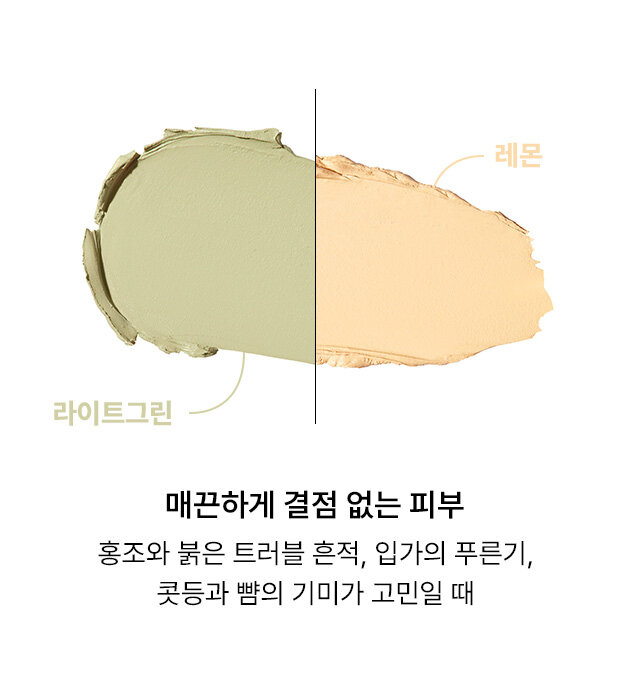 레몬
라이트그린
매끈하게 결점 없는 피부
홍조와 붉은 트러블 흔적, 입가의 푸른기,
콧등과 뺨의 기미가 고민일 때